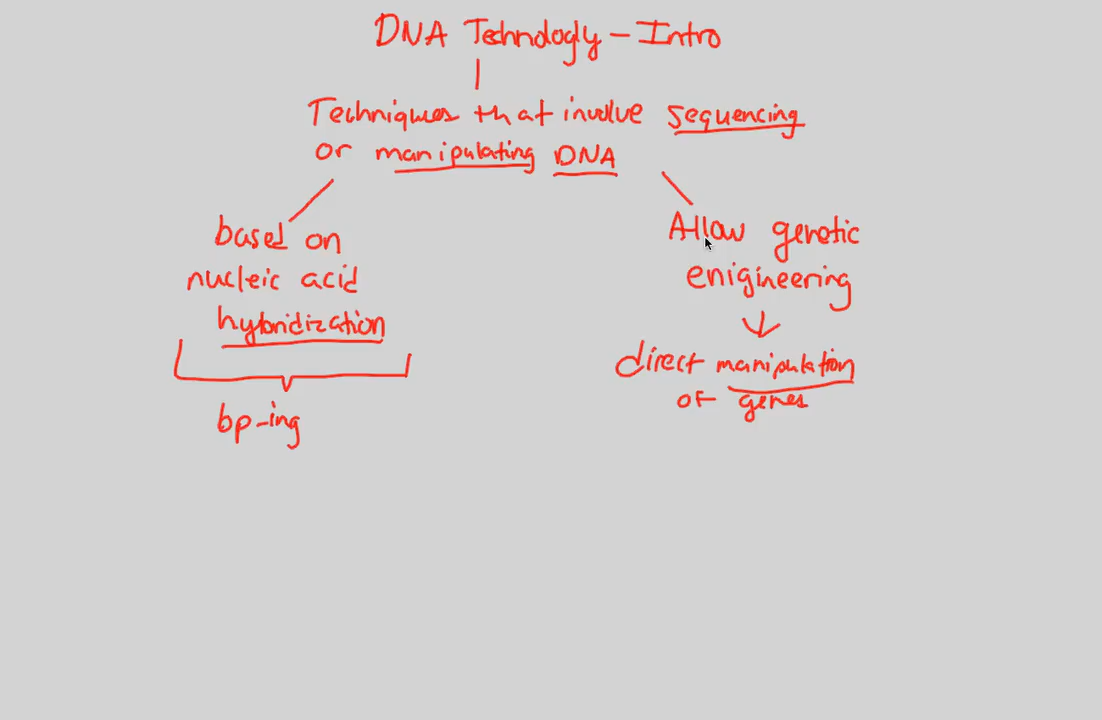 DNA Technology - Intro
Techniques that involve sequencing
or manipulating DNA
based on
nucleic acid
hybridization
bp-ing
Allow genetic
enigineering
direct manipulation
of genes